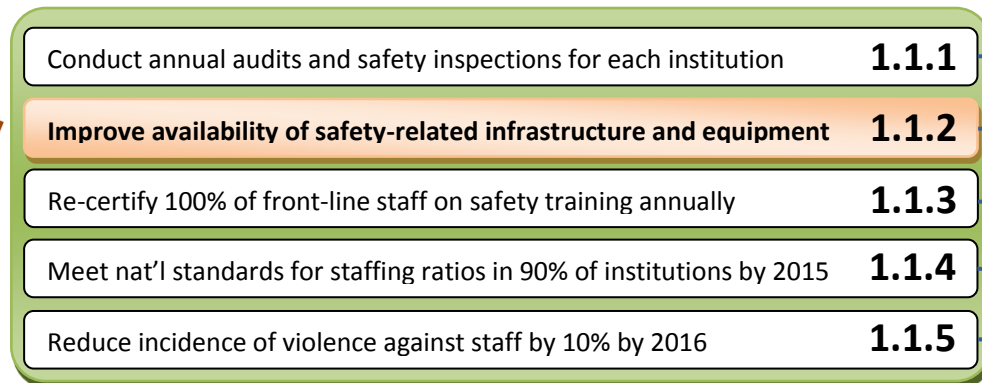 Conduct annual audits and safety inspections for each institution 1.1.1
Improve availability of safety-related infrastructure and equipment 1.1.2
Re-certify 100% of front-line staff on safety training annually 1.1.3
Meet nat’l standards for staffing ratios in 90% of institutions by 2015 1.1.4
Reduce incidence of violence against staff by 10% by 2016 1.1.5